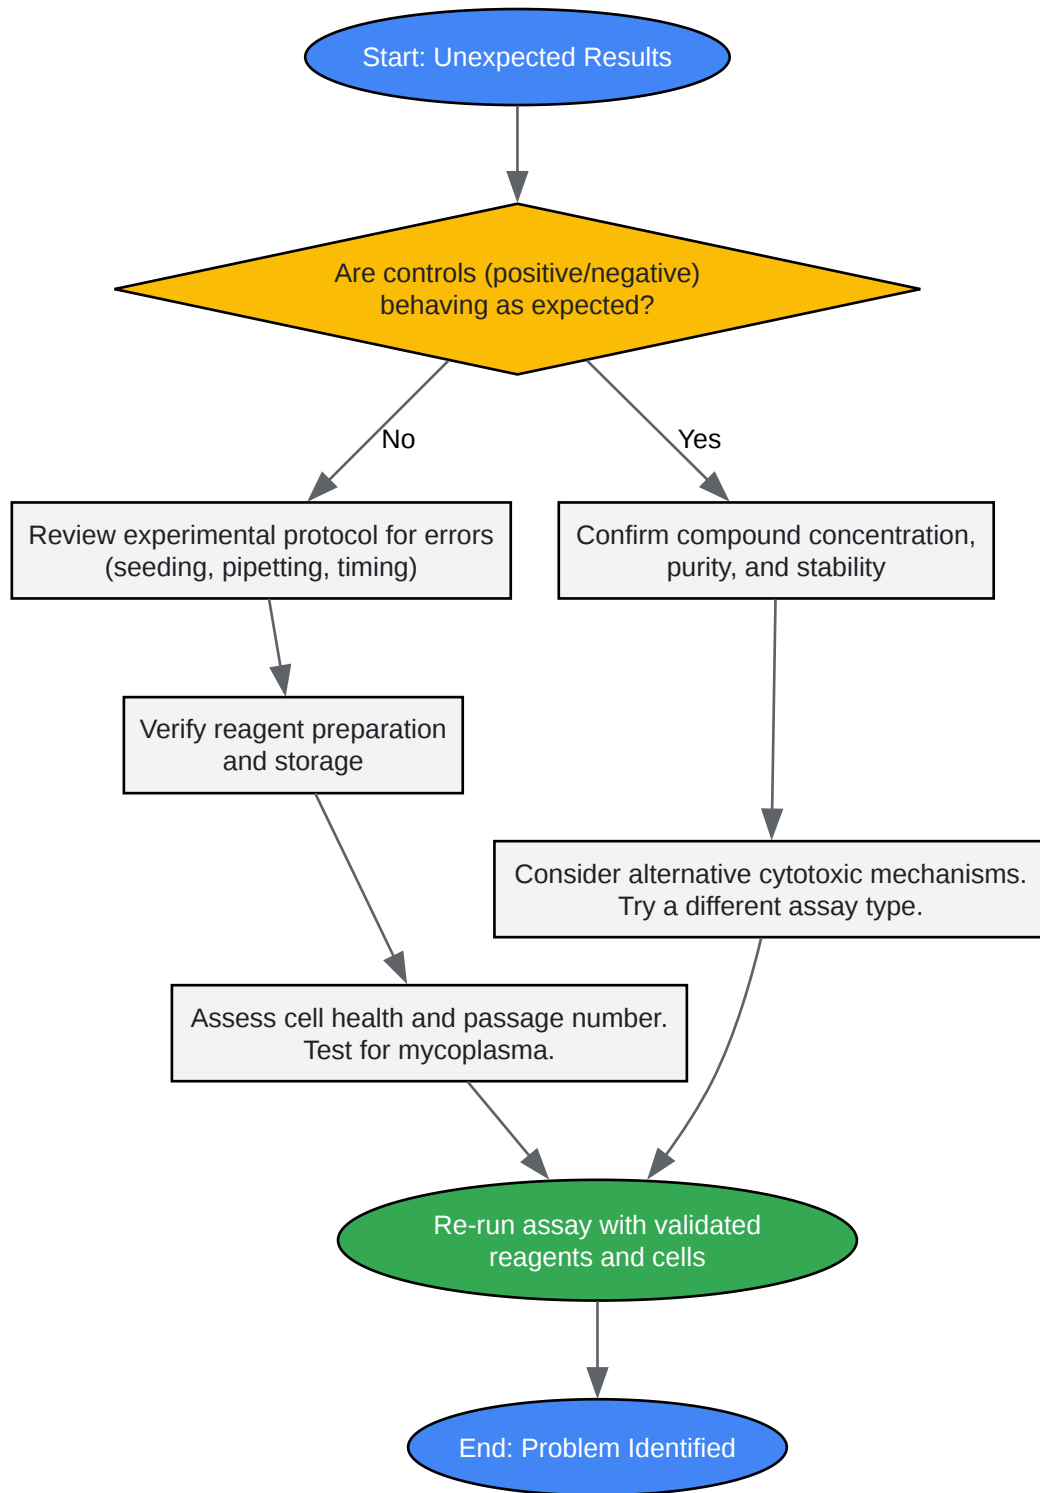 Start: Unexpected Results
Are controls (positive/negative)
behaving as expected?
No
Yes
Review experimental protocol for errors
(seeding, pipetting, timing)
Confirm compound concentration,
purity, and stability
Verify reagent preparation
and storage
Consider alternative cytotoxic mechanisms.
Try a different assay type.
Assess cell health and passage number.
Test for mycoplasma.
Re-run assay with validated
reagents and cells
End: Problem Identified